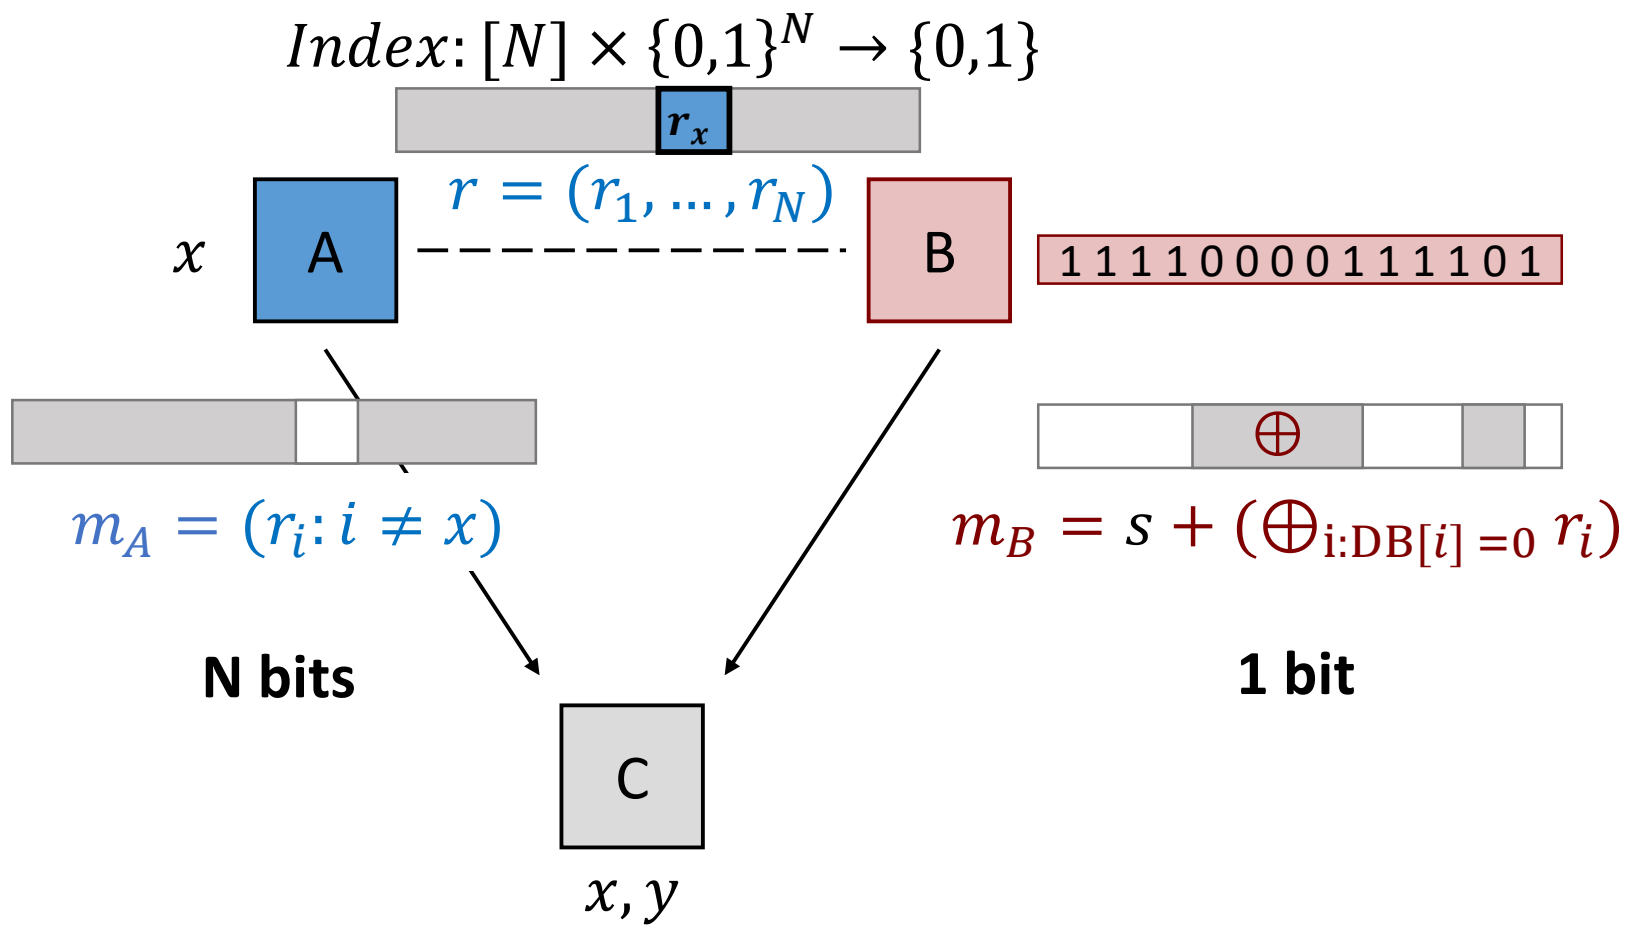 Index: [N] × {0,1}^N → {0,1}
r_x
r = (r_1, … , r_N)
x
A
B
1 1 1 1 0 0 0 0 1 1 1 1 0 1
⊕
m_A = (r_i: i ≠ x)
m_B = s + (⊕_{i:DB[i] =0} r_i)
N bits
1 bit
C
x, y